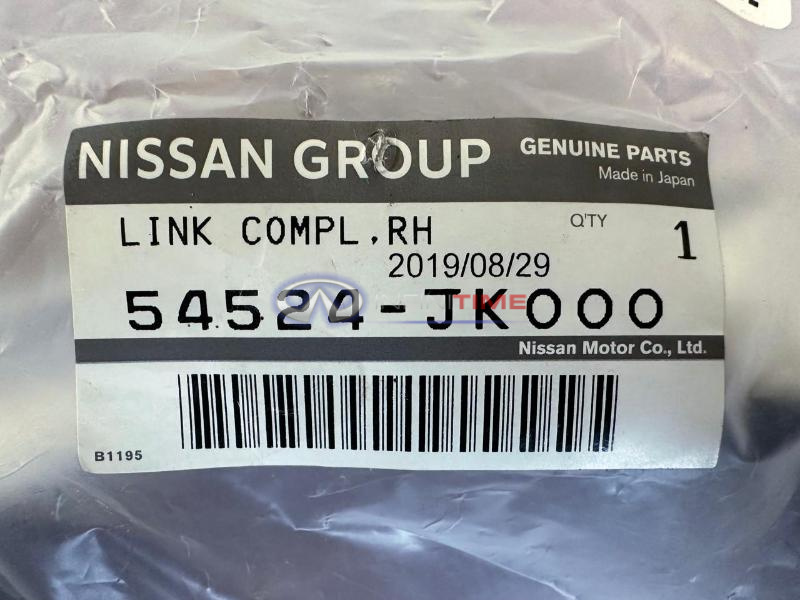 NISSAN GROUP
GENUINE PARTS
Made in Japan
LINK COMPL,RH
Q'TY 1
2019/08/29
54524-JK000
TIME
Nissan Motor Co., Ltd.
B1195